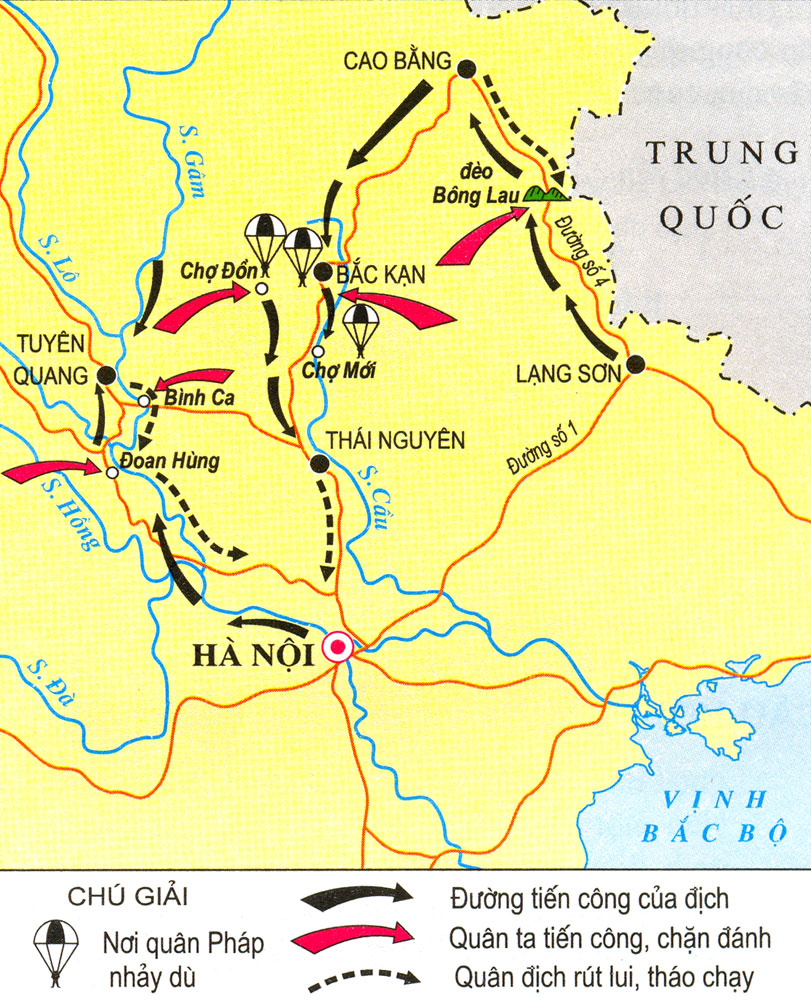 CAO BẰNG
TRUNG
QUỐC
S. Gâm
đèo
Bông Lau
Đường số 4
S. Lô
Chợ Đồn
BẮC KẠN
TUYÊN
QUANG
Chợ Mới
LẠNG SƠN
Bình Ca
THÁI NGUYÊN
Đường số 1
Đoan Hùng
S. Hồng
S. Cầu
HÀ NỘI
S. Đà
VỊNH
BẮC BỘ
CHÚ GIẢI
Nơi quân Pháp
nhảy dù
Đường tiến công của địch
Quân ta tiến công, chặn đánh
Quân địch rút lui, tháo chạy